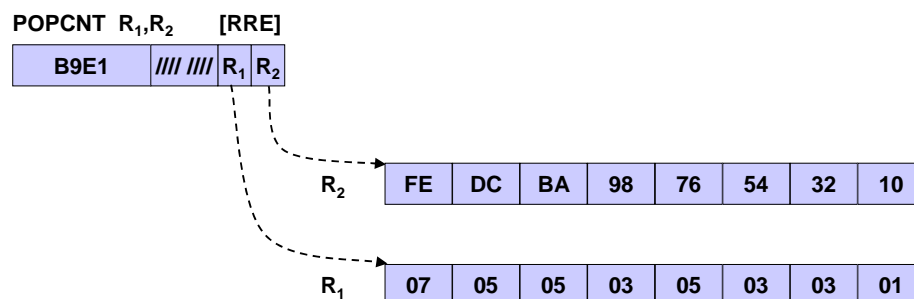 POPCNT R₁,R₂ [RRE]
B9E1 //// //// R₁ R₂
R₂ FE DC BA 98 76 54 32 10
R₁ 07 05 05 03 05 03 03 01